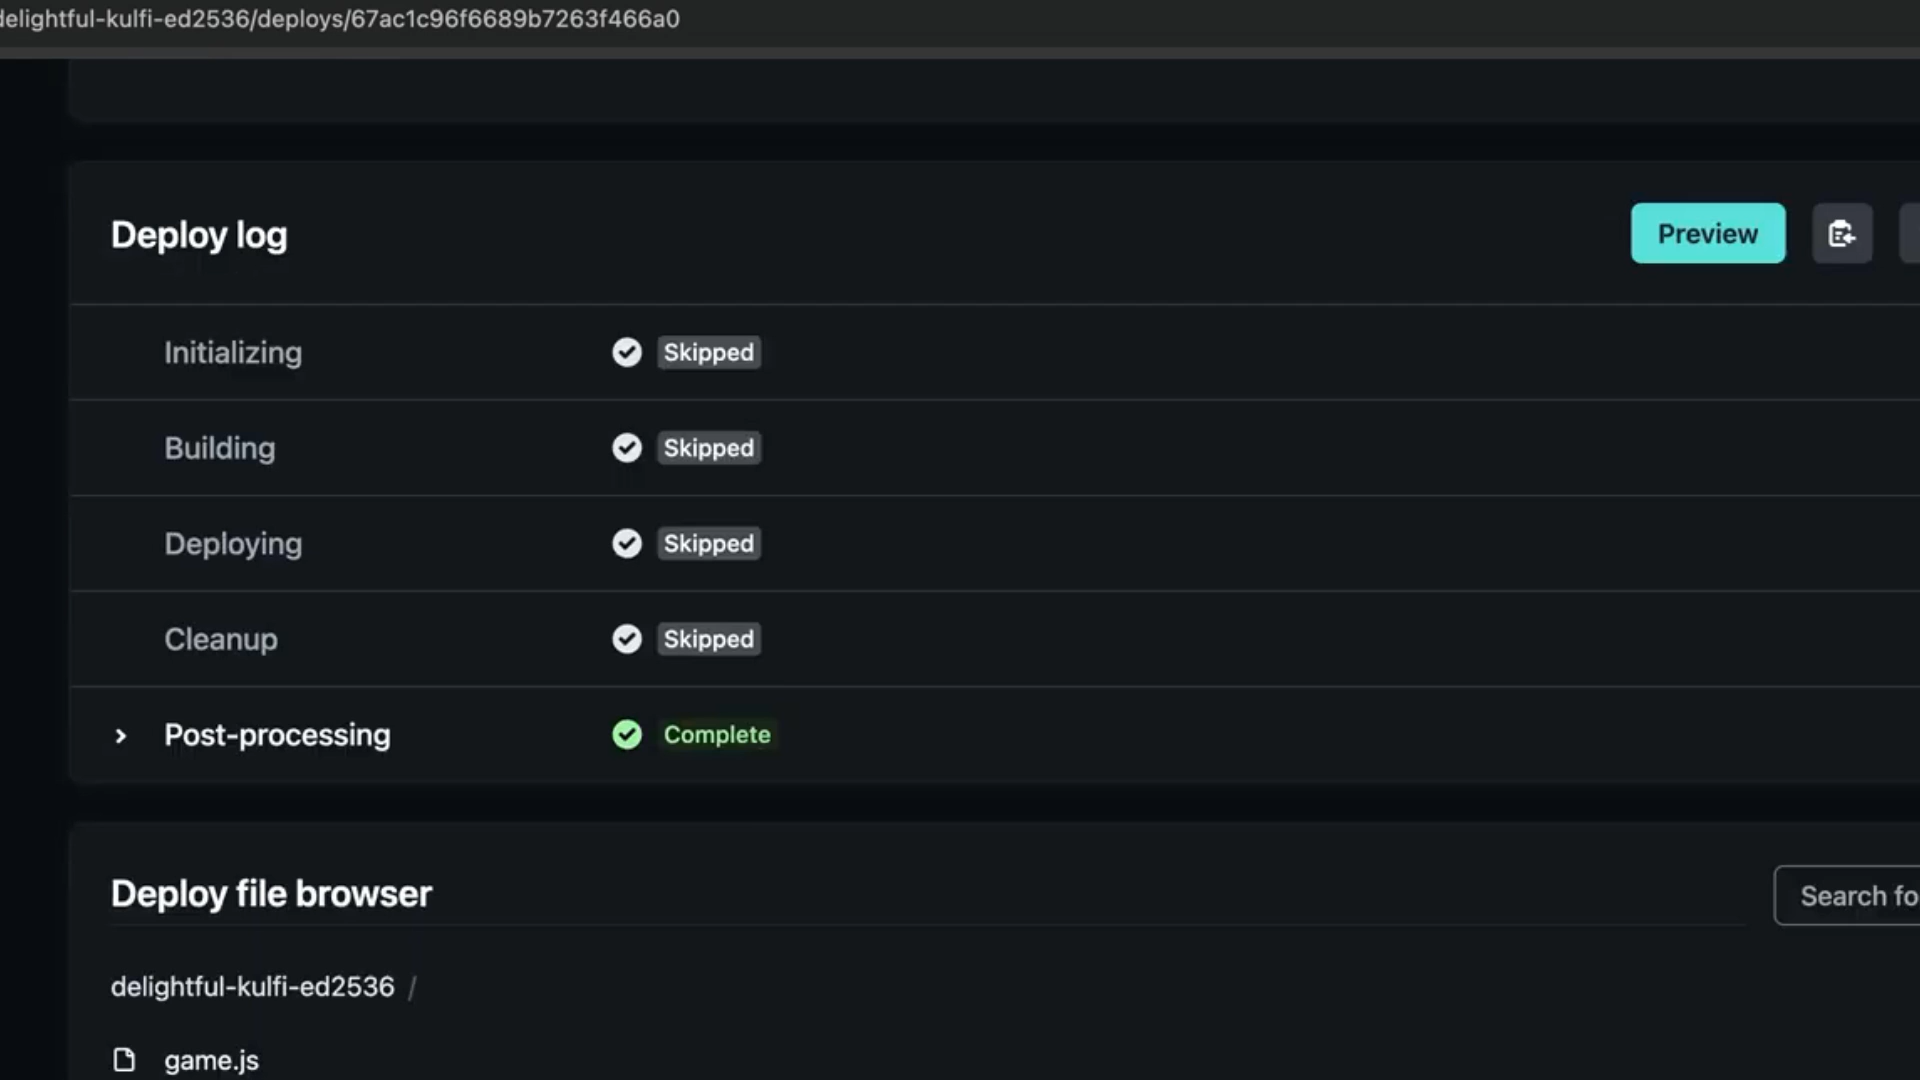 delightful-kulfi-ed2536/deploys/67ac1c96f6689b7263f466a0
Deploy log
Preview
Initializing
Skipped
Building
Skipped
Deploying
Skipped
Cleanup
Skipped
Post-processing
Complete
Deploy file browser
Search fo
delightful-kulfi-ed2536 /
game.js